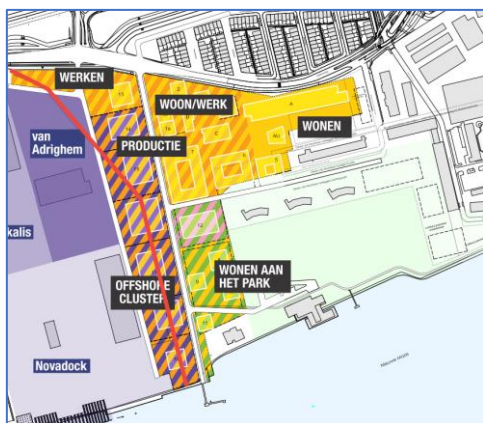 WERKEN
WOON/WERK
WONEN
van
Adrighem
PRODUCTIE
kalis
OFFSHORE
CLUSTER
WONEN AAN
HET PARK
Novadock